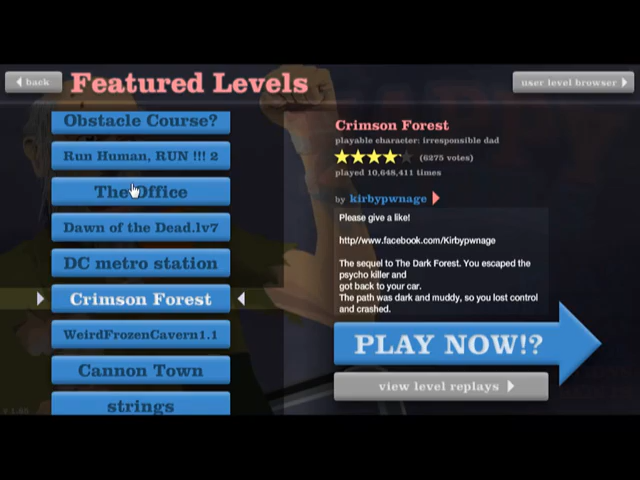 back
Featured Levels
user level browser
Obstacle Course?
Run Human, RUN !!! 2
The Office
Dawn of the Dead.lv7
DC metro station
Crimson Forest
WeirdFrozenCavern1.1
Cannon Town
strings
Crimson Forest
playable character: irresponsible dad
(6275 votes)
played 10,648,411 times
by kirbypwnage
Please give a like!
http//www.facebook.com/Kirbypwnage
The sequel to The Dark Forest. You escaped the
psycho killer and
got back to your car.
The path was dark and muddy, so you lost control
and crashed.
PLAY NOW!?
view level replays